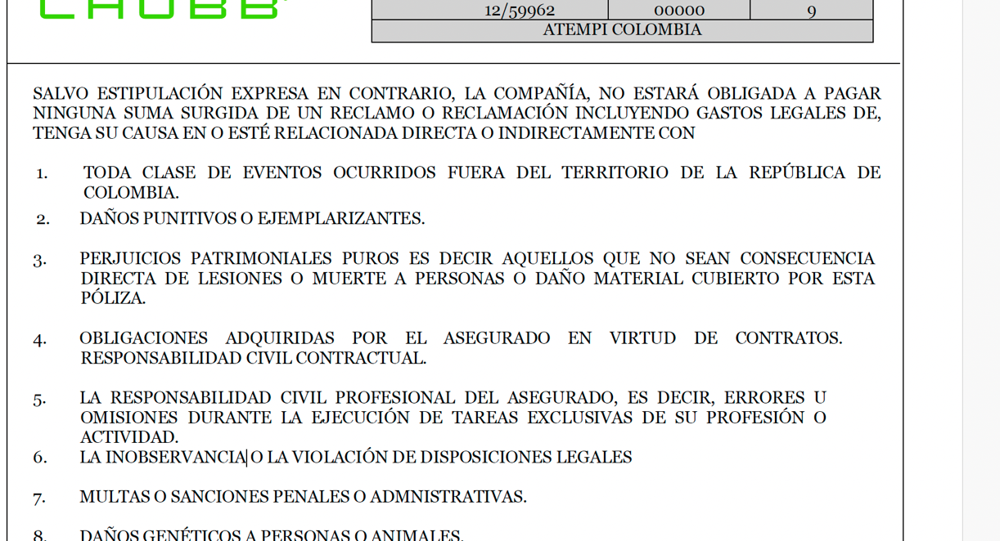 CHUBB
12/59962 00000 9
ATEMPI COLOMBIA
SALVO ESTIPULACIÓN EXPRESA EN CONTRARIO, LA COMPAÑÍA, NO ESTARÁ OBLIGADA A PAGAR
NINGUNA SUMA SURGIDA DE UN RECLAMO O RECLAMACIÓN INCLUYENDO GASTOS LEGALES DE,
TENGA SU CAUSA EN O ESTÉ RELACIONADA DIRECTA O INDIRECTAMENTE CON
1. TODA CLASE DE EVENTOS OCURRIDOS FUERA DEL TERRITORIO DE LA REPÚBLICA DE
COLOMBIA.
2. DAÑOS PUNITIVOS O EJEMPLARIZANTES.
3. PERJUICIOS PATRIMONIALES PUROS ES DECIR AQUELLOS QUE NO SEAN CONSECUENCIA
DIRECTA DE LESIONES O MUERTE A PERSONAS O DAÑO MATERIAL CUBIERTO POR ESTA
PÓLIZA.
4. OBLIGACIONES ADQUIRIDAS POR EL ASEGURADO EN VIRTUD DE CONTRATOS.
RESPONSABILIDAD CIVIL CONTRACTUAL.
5. LA RESPONSABILIDAD CIVIL PROFESIONAL DEL ASEGURADO, ES DECIR, ERRORES U
OMISIONES DURANTE LA EJECUCIÓN DE TAREAS EXCLUSIVAS DE SU PROFESIÓN O
ACTIVIDAD.
6. LA INOBSERVANCIA O LA VIOLACIÓN DE DISPOSICIONES LEGALES
7. MULTAS O SANCIONES PENALES O ADMNISTRATIVAS.
8. DAÑOS GENÉTICOS A PERSONAS O ANIMALES.